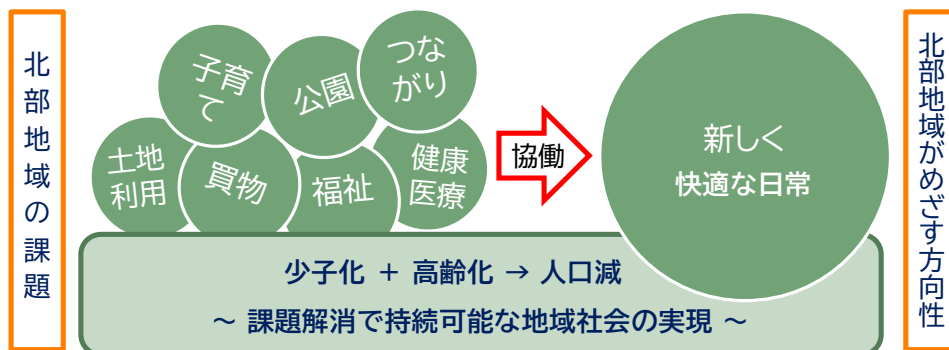 北部地域の課題
子育
て
公園
つな
がり
土地
利用
買物
福祉
健康
医療
協働
新しく
快適な日常
北部地域がめざす方向性
少子化 + 高齢化 → 人口減
~ 課題解消で持続可能な地域社会の実現 ~